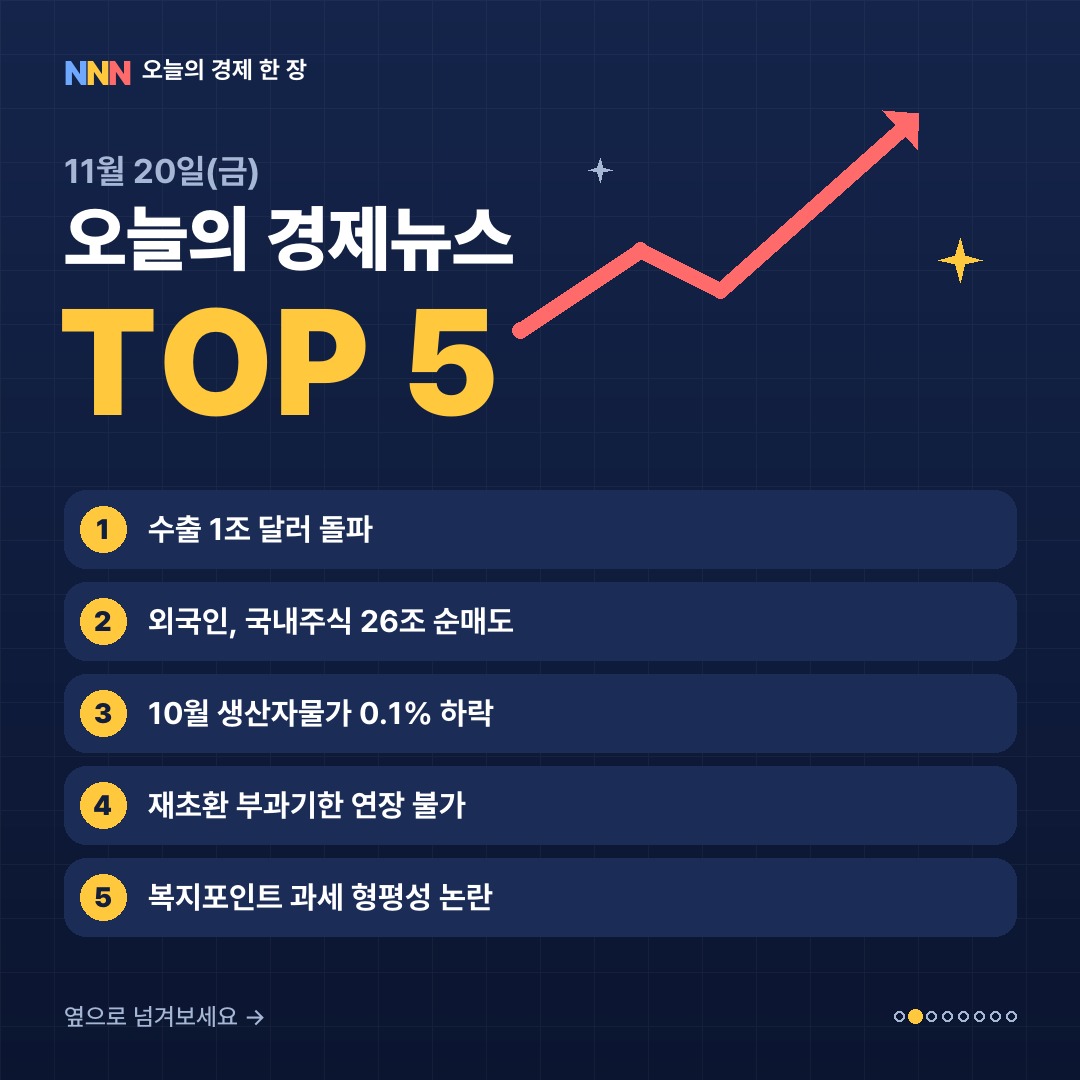 NNN 오늘의 경제 한 장
11월 20일(금)
오늘의 경제뉴스
TOP 5
1 수출 1조 달러 돌파
2 외국인, 국내주식 26조 순매도
3 10월 생산자물가 0.1% 하락
4 재초환 부과기한 연장 불가
5 복지포인트 과세 형평성 논란
옆으로 넘겨보세요 →